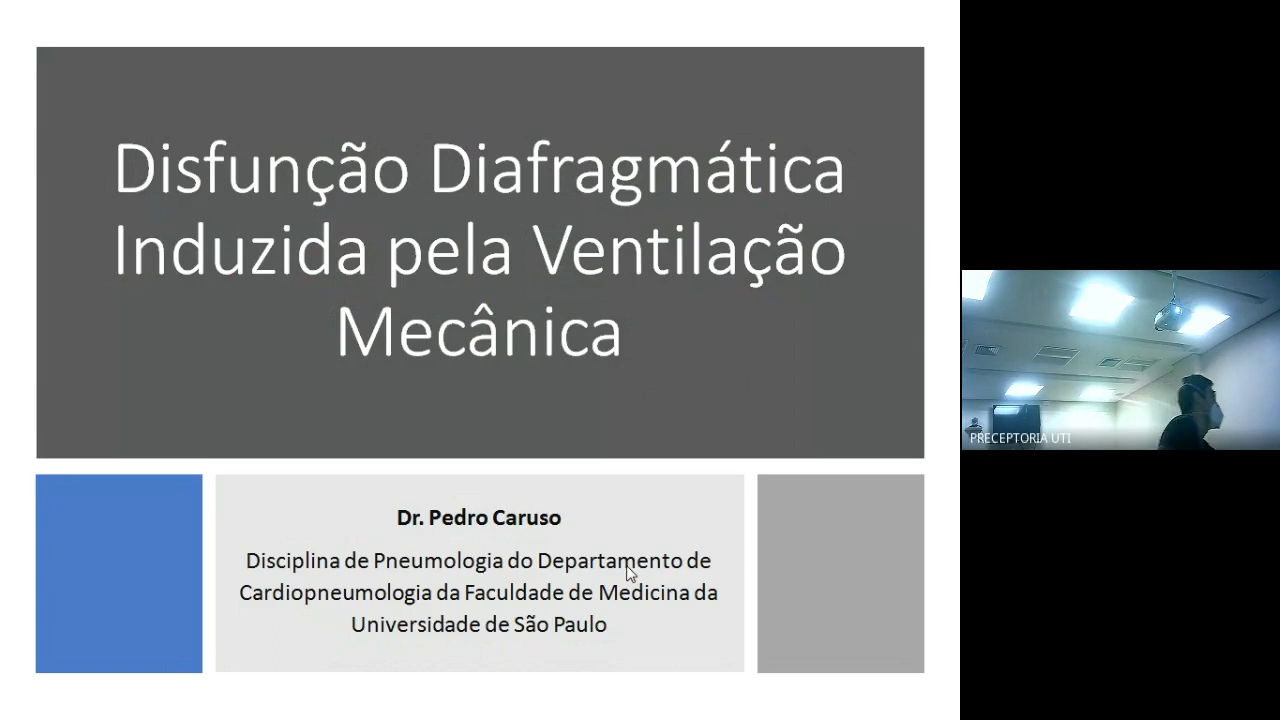 Disfunção Diafragmática
Induzida pela Ventilação
Mecânica
Dr. Pedro Caruso
Disciplina de Pneumologia do Departamento de
Cardiopneumologia da Faculdade de Medicina da
Universidade de São Paulo
PRECEPTORIA UTI